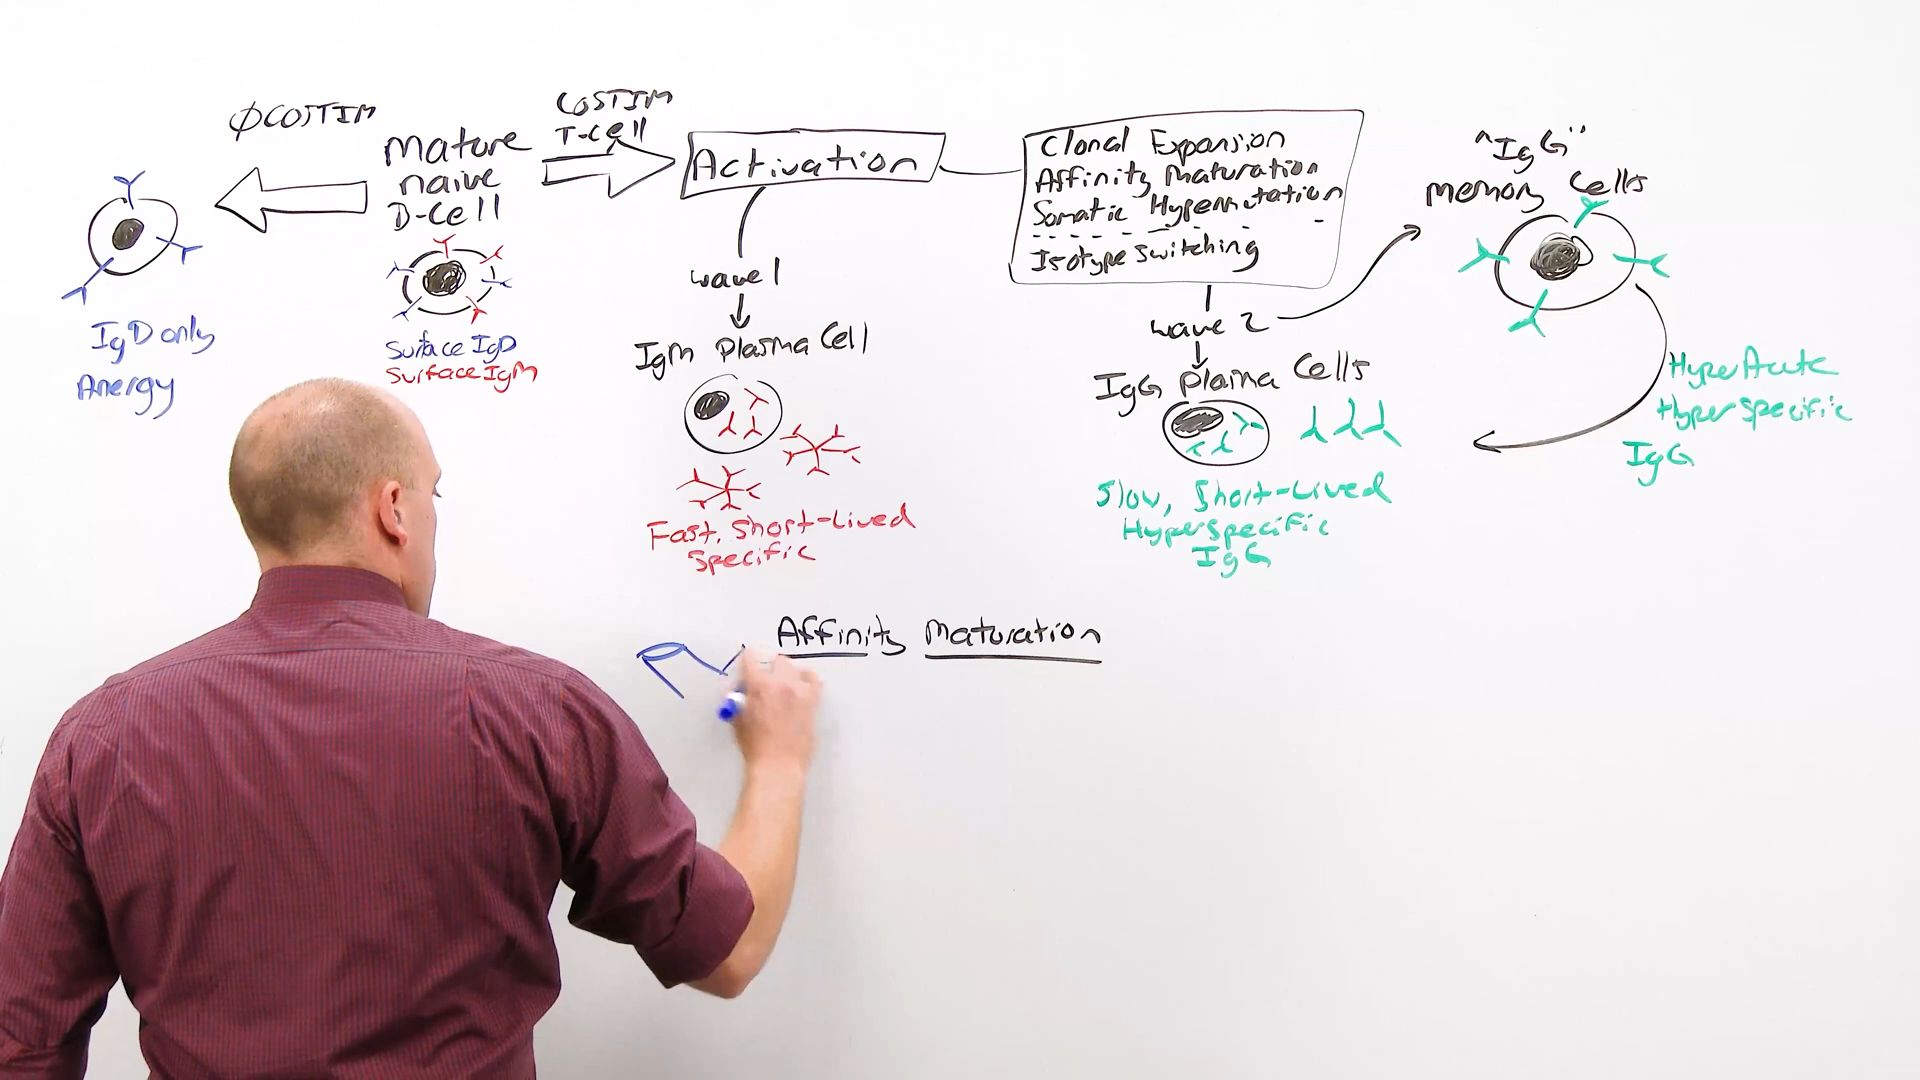 ØCOSTIM
Mature
naive
B-Cell
Surface IgD
Surface IgM
IgD only
Anergy
COSTIM
T-Cell
Activation
wave 1
IgM Plasma Cell
Fast, Short-Lived
Specific
Clonal Expansion
Affinity Maturation
Somatic Hypermutation
Isotype Switching
wave 2
IgG plasma Cells
Slow, Short-Lived
Hyperspecific
IgG
"IgG"
memory Cells
HyperAcute
Hyperspecific
IgG
Affinity Maturation